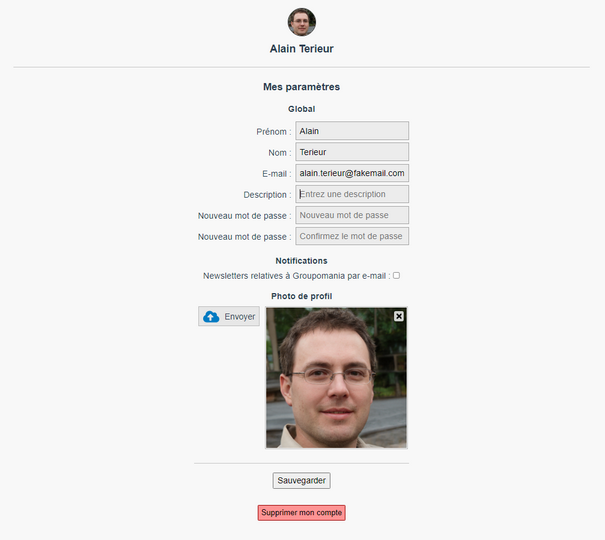 Alain Terieur
Mes paramètres
Global
Prénom : Alain
Nom : Terieur
E-mail : alain.terieur@fakemail.com
Description : Entrez une description
Nouveau mot de passe : Nouveau mot de passe
Nouveau mot de passe : Confirmez le mot de passe
Notifications
Newsletters relatives à Groupomania par e-mail :
Photo de profil
Envoyer
Sauvegarder
Supprimer mon compte